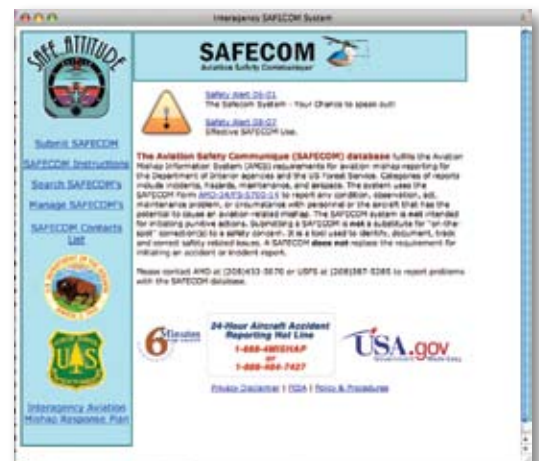 Interagency SAFECOM System
SAFE ATTITUDE
SAFECOM
Aviation Safety Communiqué
Safety Alert 06-01
The Safecom System - Your Chance to speak out!
Safety Alert 08-07
Effective SAFECOM Use.
Submit SAFECOM
SAFECOM Instructions
Search SAFECOM's
Manage SAFECOM's
SAFECOM Contacts
List
The Aviation Safety Communique (SAFECOM) database fulfills the Aviation
Mishap Information System (AMIS) requirements for aviation mishap reporting for
the Department of Interior agencies and the US Forest Service. Categories of reports
include incidents, hazards, maintenance, and airspace. The system uses the
SAFECOM Form AMD-34/FS-5700-14 to report any condition, observation, act,
maintenance problem, or circumstance with personnel or the aircraft that has the
potential to cause an aviation-related mishap. The SAFECOM system is not intended
for initiating punitive actions. Submitting a SAFECOM is not a substitute for "on-the-
spot" correction(s) to a safety concern. It is a tool used to identify, document, track
and correct safety related issues. A SAFECOM does not replace the requirement for
initiating an accident or incident report.
Please contact AMD at or USFS at to report problems
with the SAFECOM database.
6 Minutes
24-Hour Aircraft Accident
Reporting Hot Line
1-888-4MISHAP
or
1-888-464-7427
USA.gov
U S
Privacy Disclaimer | FOIA | Policy & Procedures
Interagency Aviation
Mishap Response Plan